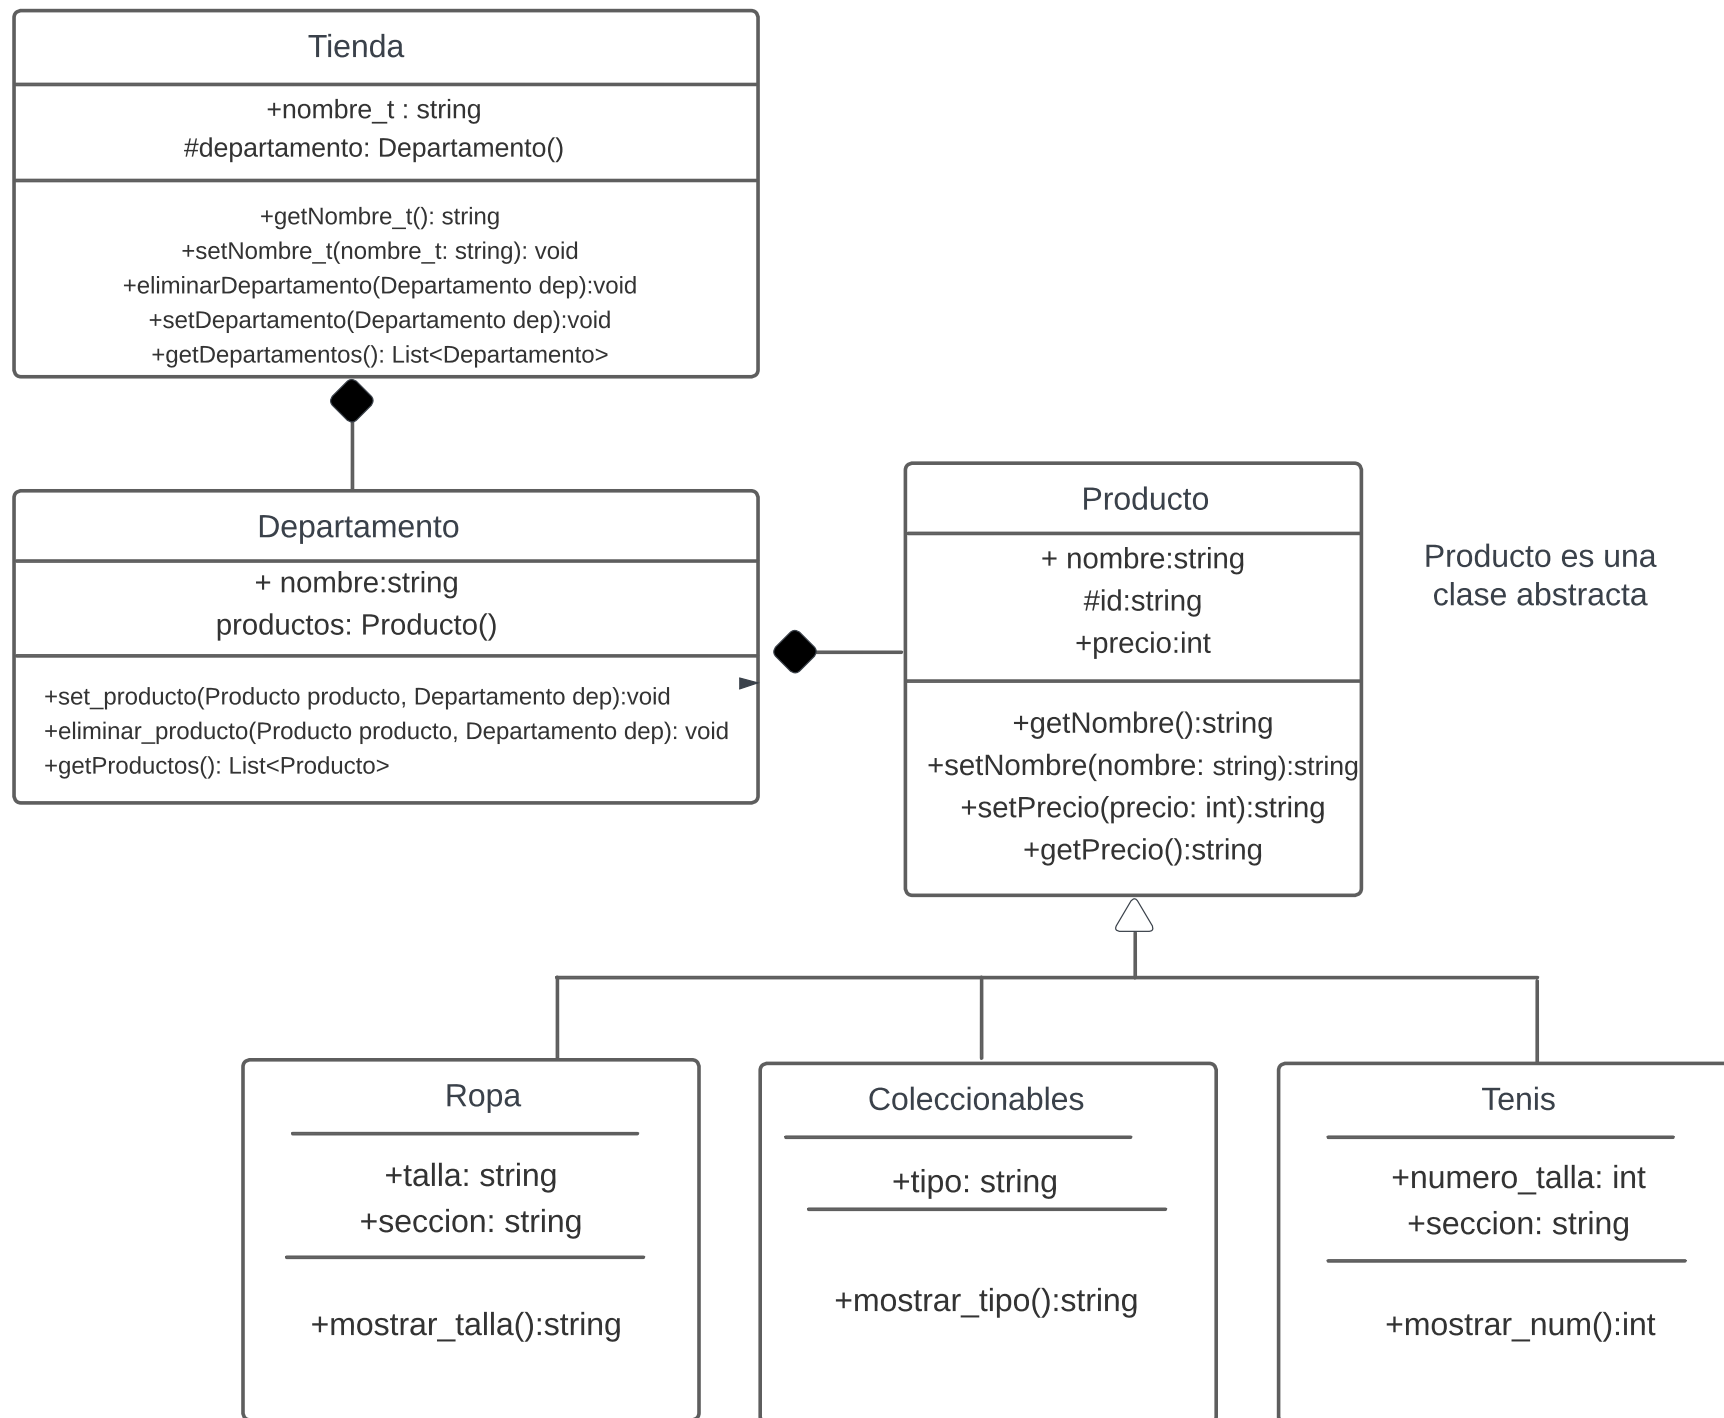 Tienda
+nombre_t : string
#departamento: Departamento()
+getNombre_t(): string
+setNombre_t(nombre_t: string): void
+eliminarDepartamento(Departamento dep):void
+setDepartamento(Departamento dep):void
+getDepartamentos(): List<Departamento>
Departamento
+ nombre:string
productos: Producto()
+set_producto(Producto producto, Departamento dep):void
+eliminar_producto(Producto producto, Departamento dep): void
+getProductos(): List<Producto>
Producto
+ nombre:string
#id:string
+precio:int
+getNombre():string
+setNombre(nombre: string):string
+setPrecio(precio: int):string
+getPrecio():string
Producto es una
clase abstracta
Ropa
+talla: string
+seccion: string
+mostrar_talla():string
Coleccionables
+tipo: string
+mostrar_tipo():string
Tenis
+numero_talla: int
+seccion: string
+mostrar_num():int